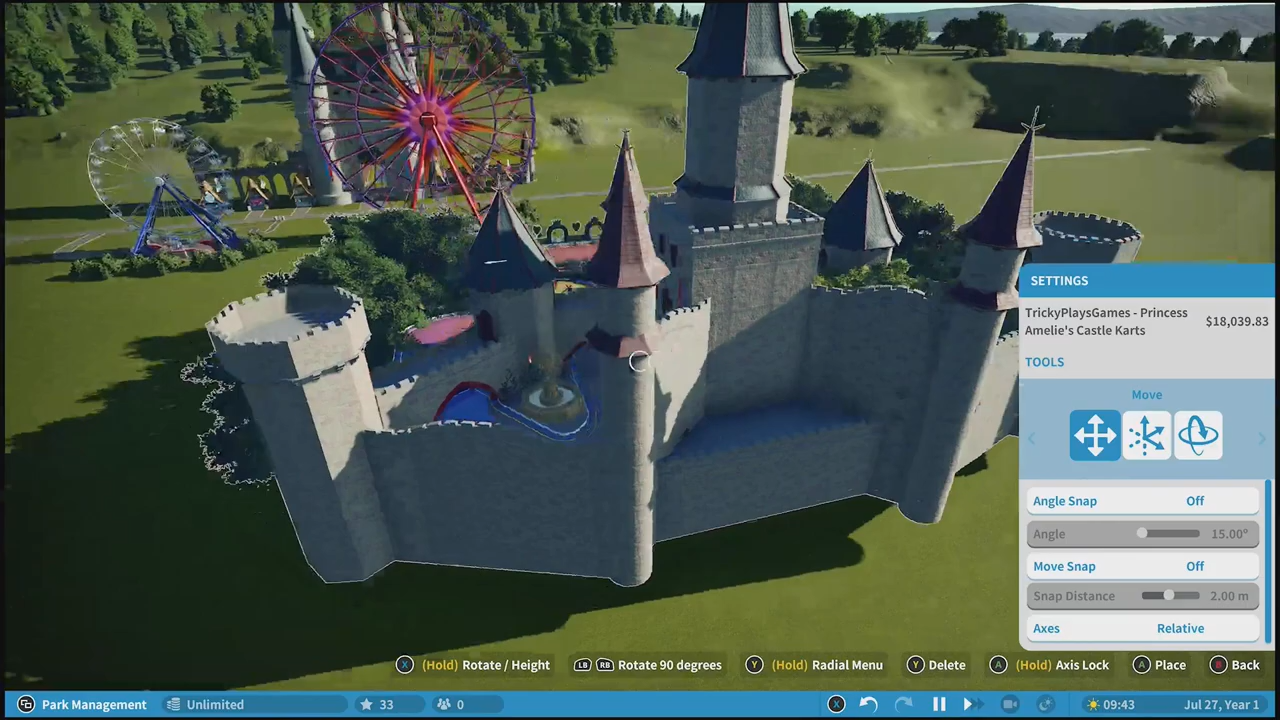 SETTINGS
TrickyPlaysGames - Princess
Amelie's Castle Karts
$18,039.83
TOOLS
Move
Angle Snap Off
Angle 15.00°
Move Snap Off
Snap Distance 2.00 m
Axes Relative
X (Hold) Rotate / Height LB RB Rotate 90 degrees Y (Hold) Radial Menu Y Delete A (Hold) Axis Lock A Place B Back
Park Management Unlimited 33 0 X 09:43 Jul 27, Year 1